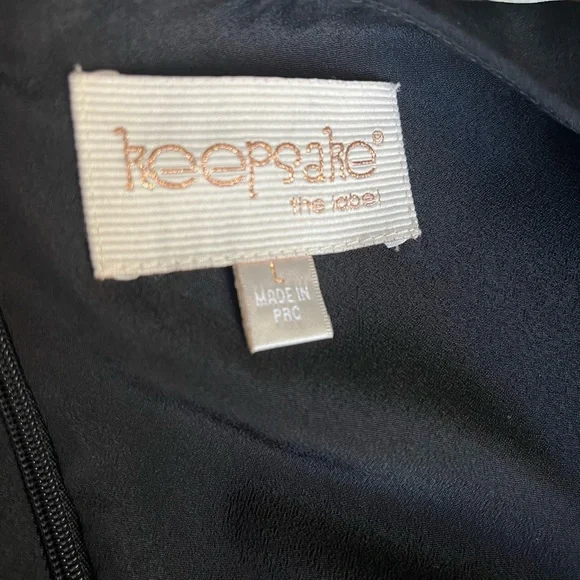 keepsake®
the label
L
MADE IN
PRC